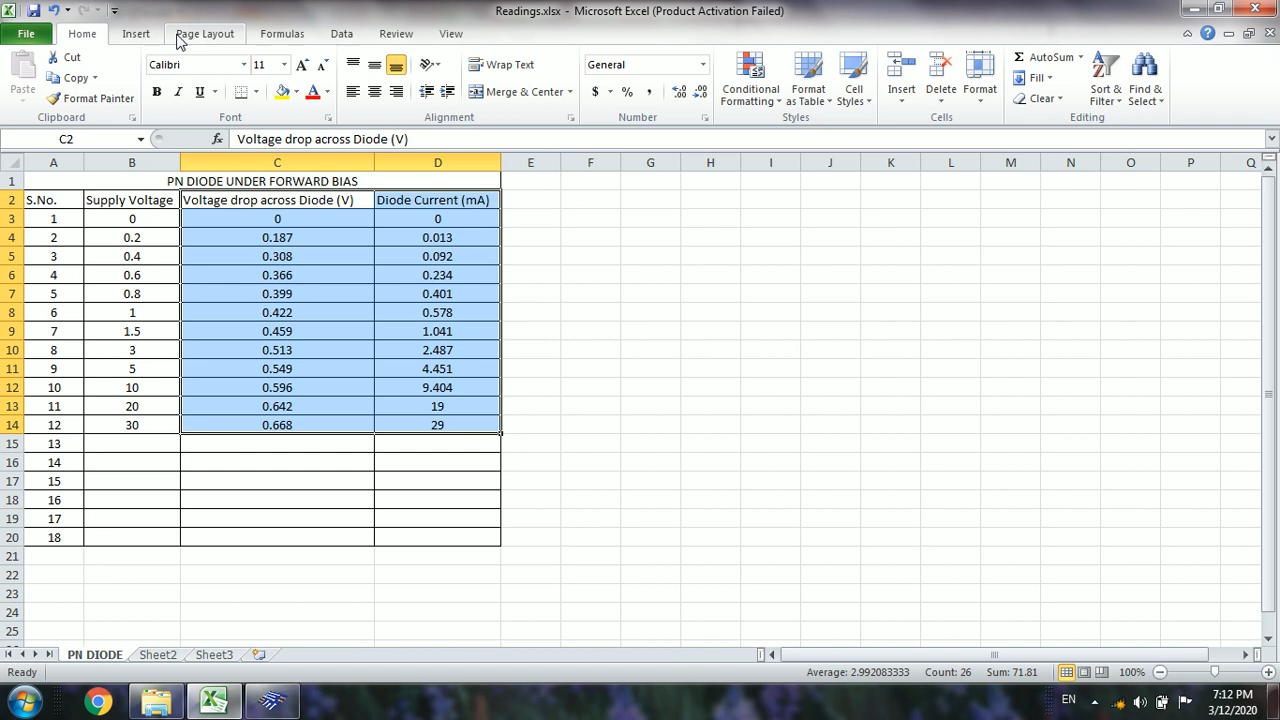 Readings.xlsx - Microsoft Excel (Product Activation Failed)
File Home Insert Page Layout Formulas Data Review View
Paste Cut Copy Format Painter Clipboard
Calibri 11 B I U A A A Font
Wrap Text Merge & Center Alignment
General $ % , .0 .00 .00 .0 Number
Conditional Formatting Format as Table Cell Styles Styles
Insert Delete Format Cells
Σ AutoSum Fill Clear Sort & Filter Find & Select Editing
C2 fx Voltage drop across Diode (V)
A B C D E F G H I J K L M N O P Q
1 PN DIODE UNDER FORWARD BIAS
2 S.No. Supply Voltage Voltage drop across Diode (V) Diode Current (mA)
3 1 0 0 0
4 2 0.2 0.187 0.013
5 3 0.4 0.308 0.092
6 4 0.6 0.366 0.234
7 5 0.8 0.399 0.401
8 6 1 0.422 0.578
9 7 1.5 0.459 1.041
10 8 3 0.513 2.487
11 9 5 0.549 4.451
12 10 10 0.596 9.404
13 11 20 0.642 19
14 12 30 0.668 29
15 13
16 14
17 15
18 16
19 17
20 18
21
22
23
24
25
PN DIODE Sheet2 Sheet3
Ready Average: 2.992083333 Count: 26 Sum: 71.81 100%
EN 7:12 PM
3/12/2020